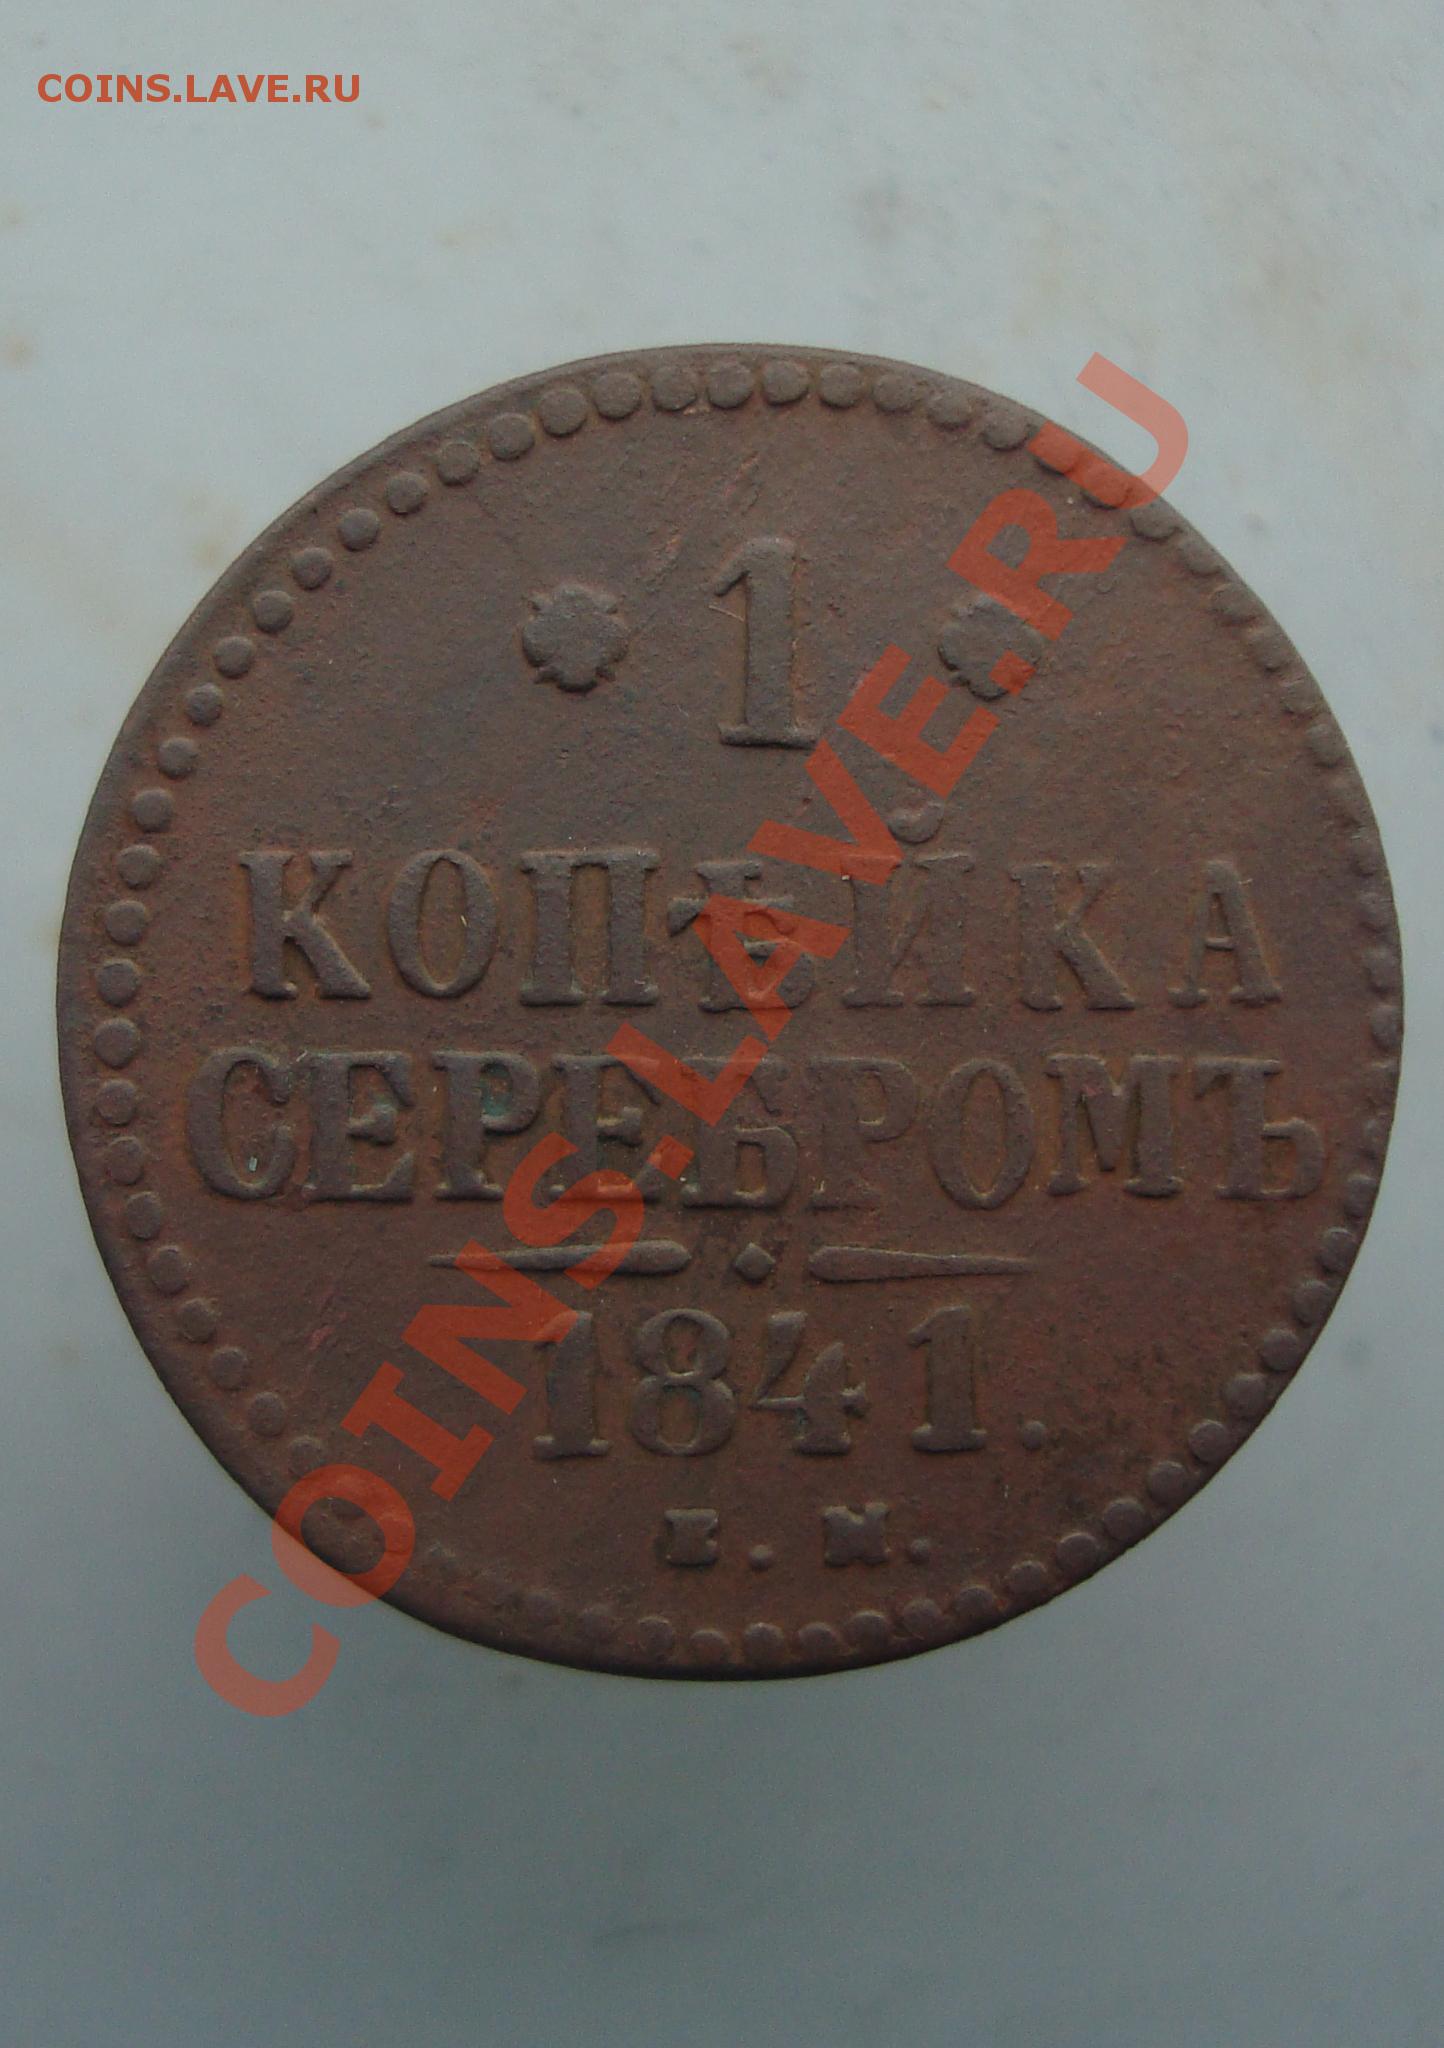 COINS.LAVE.RU
1
КОПѢЙКА
СЕРЕБРОМЪ
1841.
Е. М.
COINS.LAVE.RU